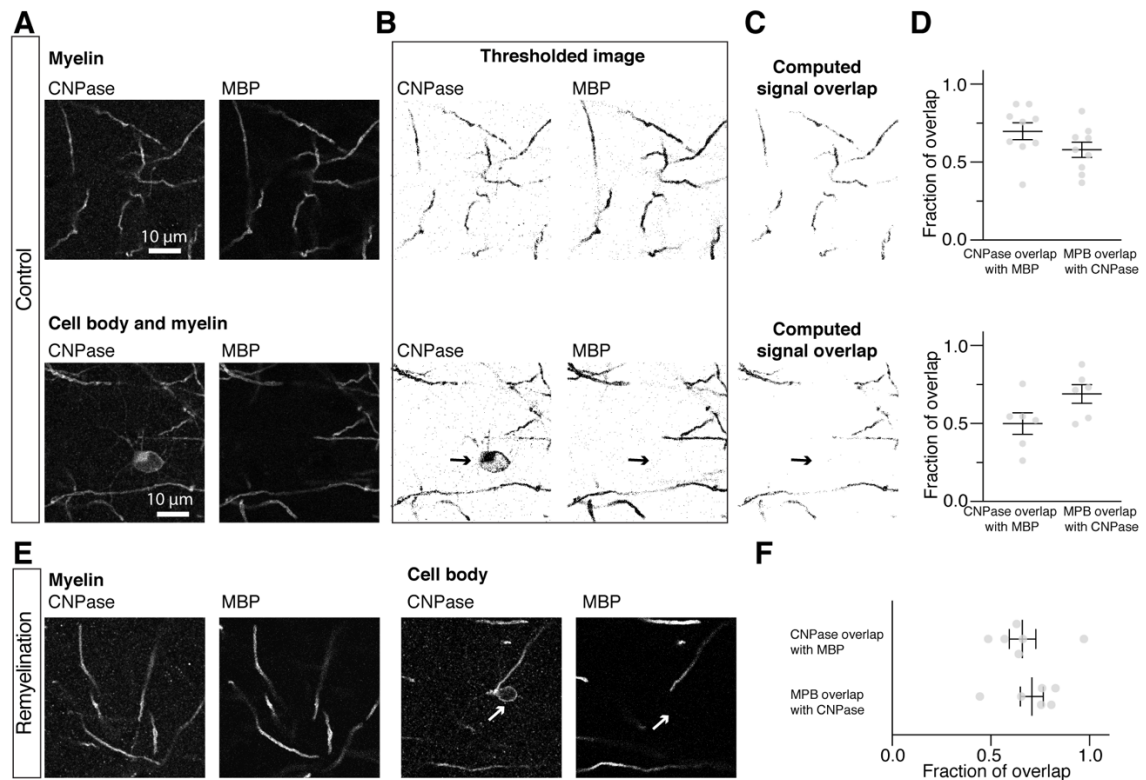 A
B
C
D
Control
Myelin
CNPase
MBP
10 µm
Thresholded image
CNPase
MBP
Computed
signal overlap
Fraction of overlap
1.0
0.5
0.0
CNPase overlap
with MBP
MPB overlap
with CNPase
Cell body and myelin
CNPase
MBP
10 µm
CNPase
MBP
Computed
signal overlap
Fraction of overlap
1.0
0.5
0.0
CNPase overlap
with MBP
MPB overlap
with CNPase
E
Remyelination
Myelin
CNPase
MBP
Cell body
CNPase
MBP
F
CNPase overlap
with MBP
MPB overlap
with CNPase
0.0
0.5
1.0
Fraction of overlap